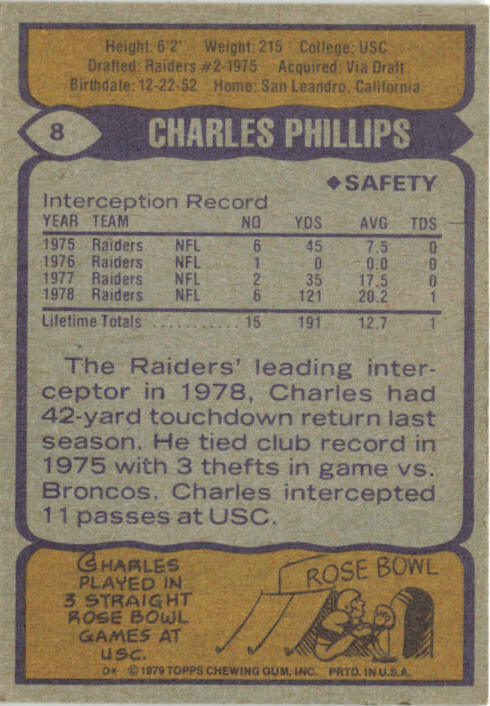 Height: 6'2' Weight: 215 College: USC
Drafted: Raiders #2-1975 Acquired: Via Draft
Birthdate: 12-22-52 Home: San Leandro, California
8 CHARLES PHILLIPS
◆SAFETY
Interception Record
YEAR TEAM NO YDS AVG TDS
1975 Raiders NFL 6 45 7.5 0
1976 Raiders NFL 1 0 0.0 0
1977 Raiders NFL 2 35 17.5 0
1978 Raiders NFL 6 121 20.2 1
Lifetime Totals ........... 15 191 12.7 1
The Raiders' leading inter-
ceptor in 1978, Charles had
42-yard touchdown return last
season. He tied club record in
1975 with 3 thefts in game vs.
Broncos. Charles intercepted
11 passes at USC.
CHARLES
PLAYED IN
3 STRAIGHT
ROSE BOWL
GAMES AT
USC.
ROSE BOWL
D* © 1979 TOPPS CHEWING GUM, INC. PRTD. IN U.S.A.